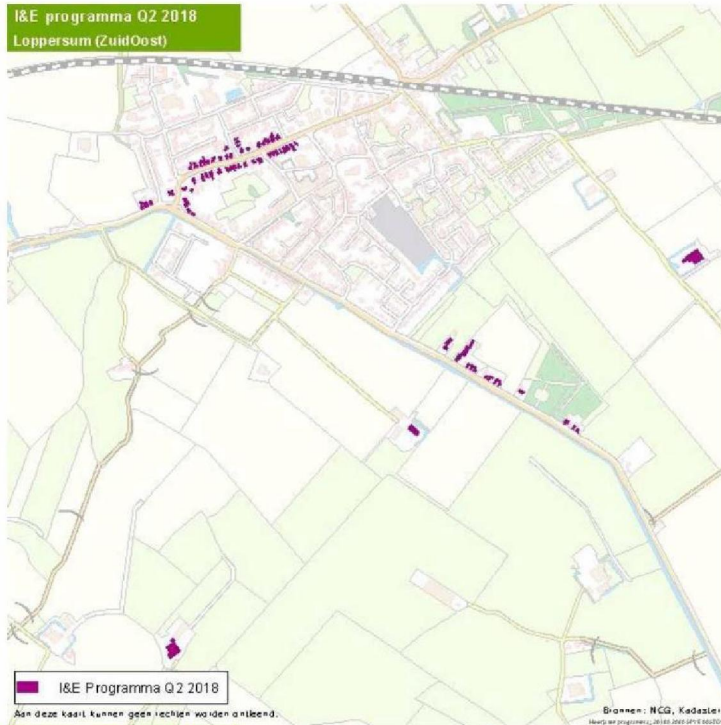 I&E programma Q2 2018
Loppersum (ZuidOost)
I&E Programma Q2 2018
Aan deze kaart kunnen geen rechten worden ontleend.
Bronnen: NCG, Kadaster